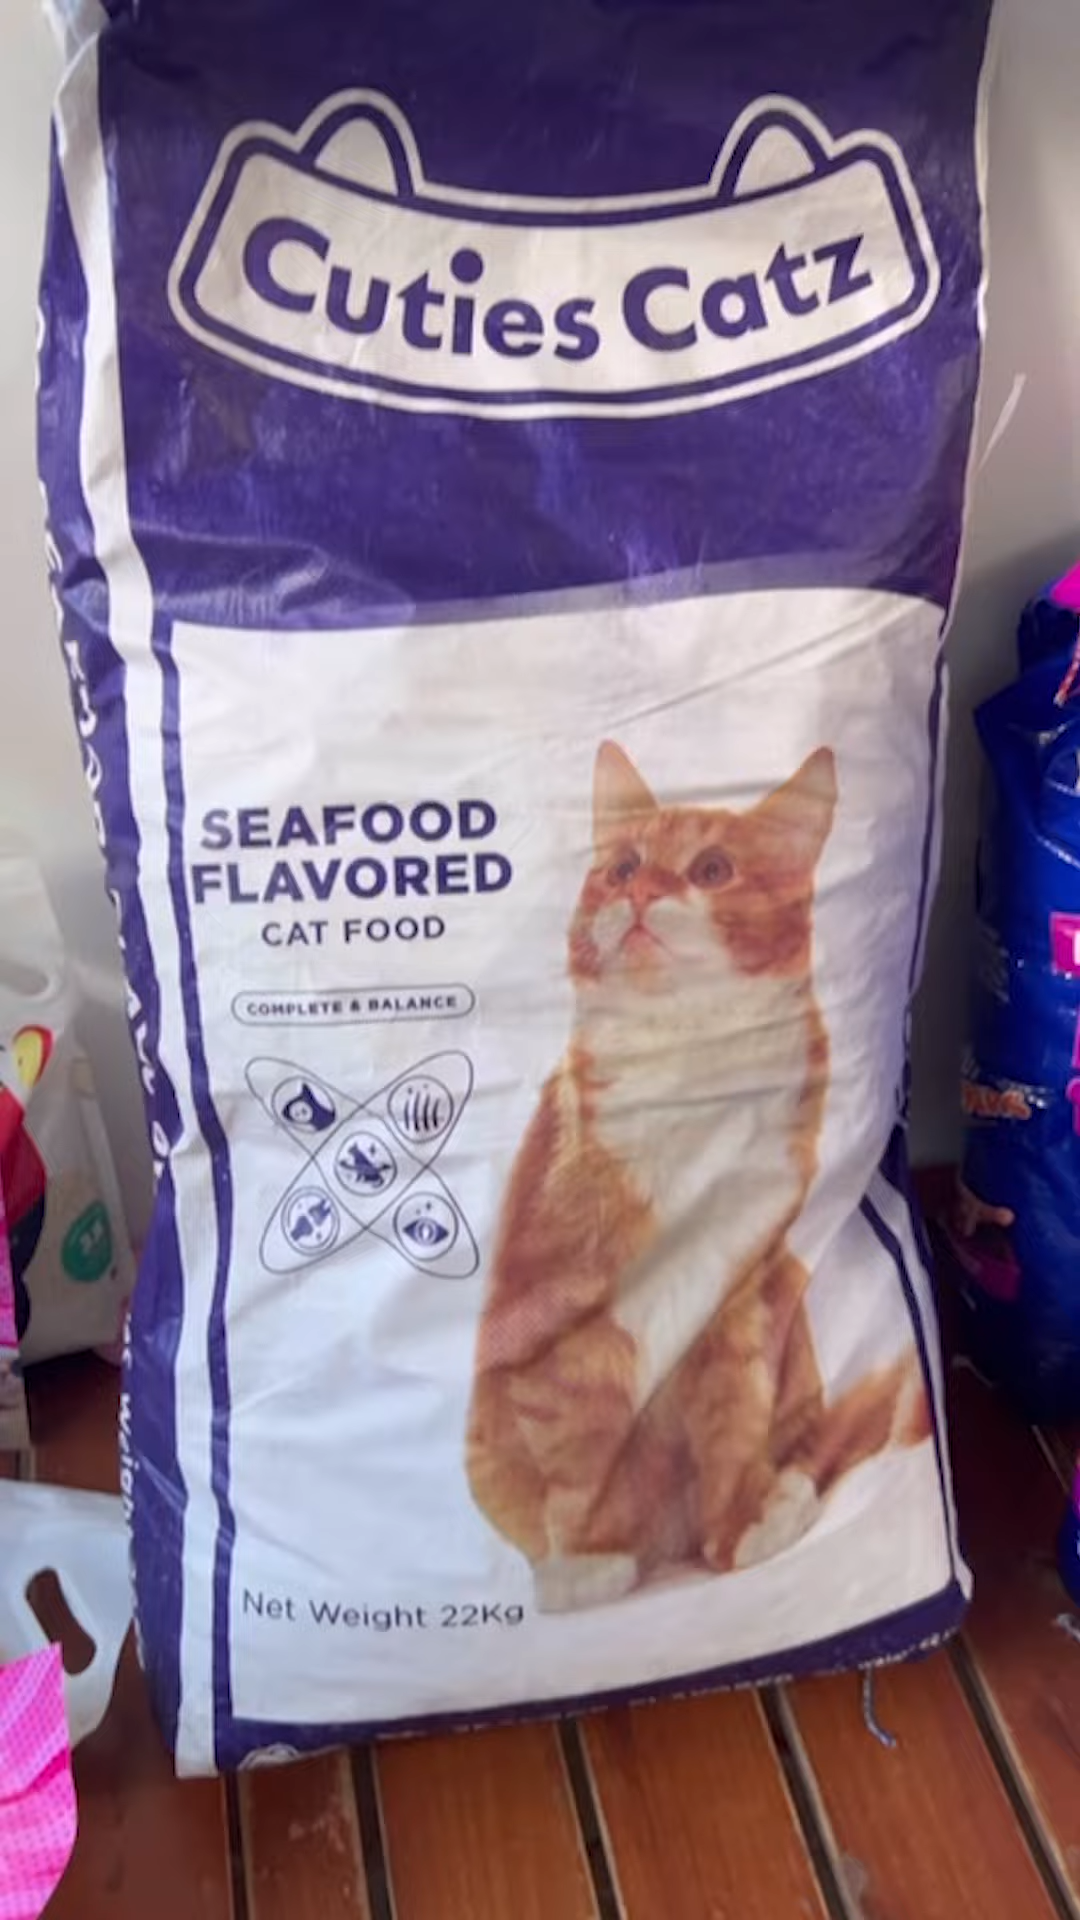 Cuties Catz
SEAFOOD
FLAVORED
CAT FOOD
COMPLETE & BALANCE
Net Weight 22Kg